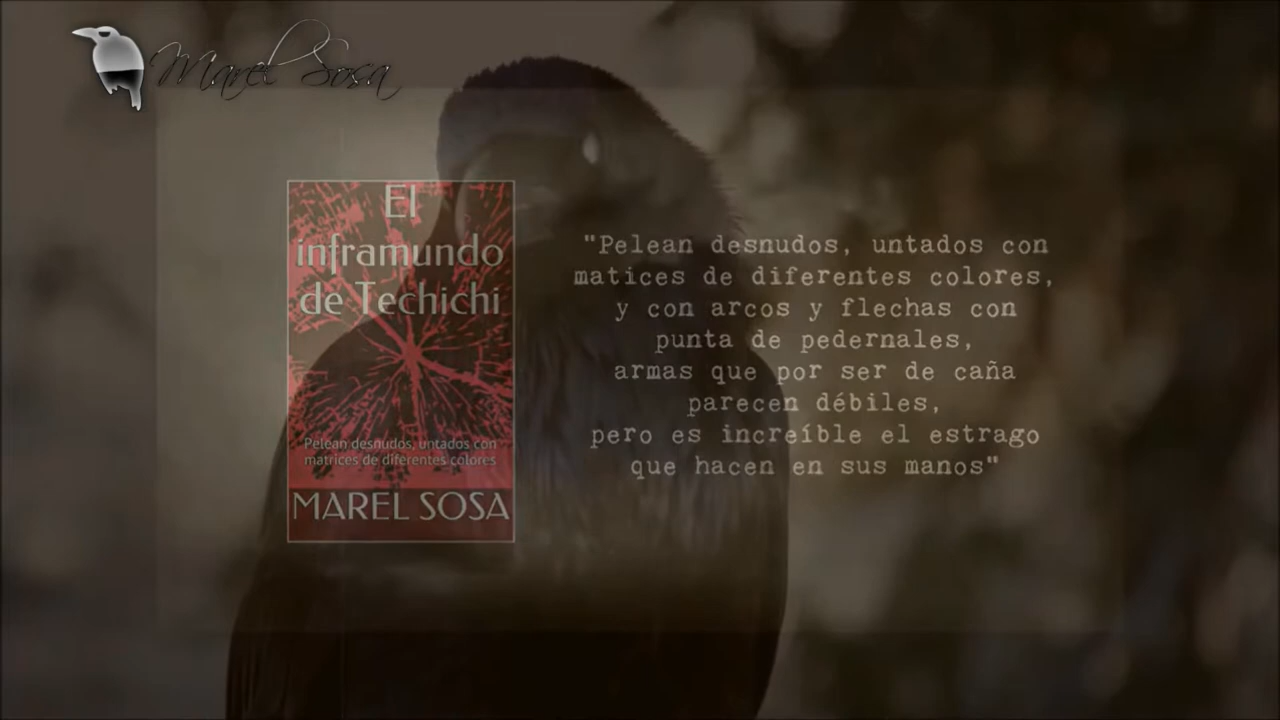 Marel Sosa
El
inframundo
de Techichi
Pelean desnudos, untados con
matrices de diferentes colores
MAREL SOSA
"Pelean desnudos, untados con
matices de diferentes colores,
y con arcos y flechas con
punta de pedernales,
armas que por ser de caña
parecen débiles,
pero es increíble el estrago
que hacen en sus manos"